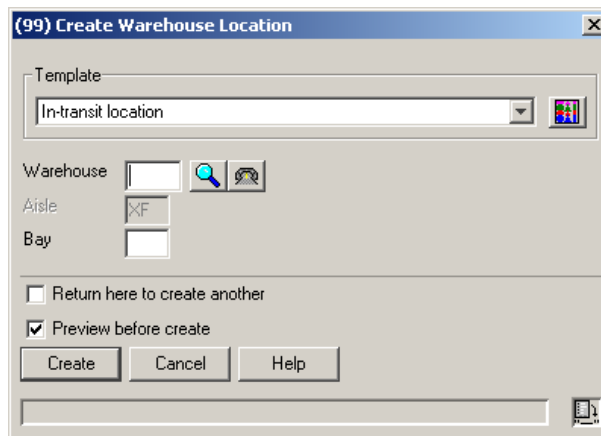 (99) Create Warehouse Location
Template
In-transit location
Warehouse
Aisle XF
Bay
Return here to create another
Preview before create
Create Cancel Help